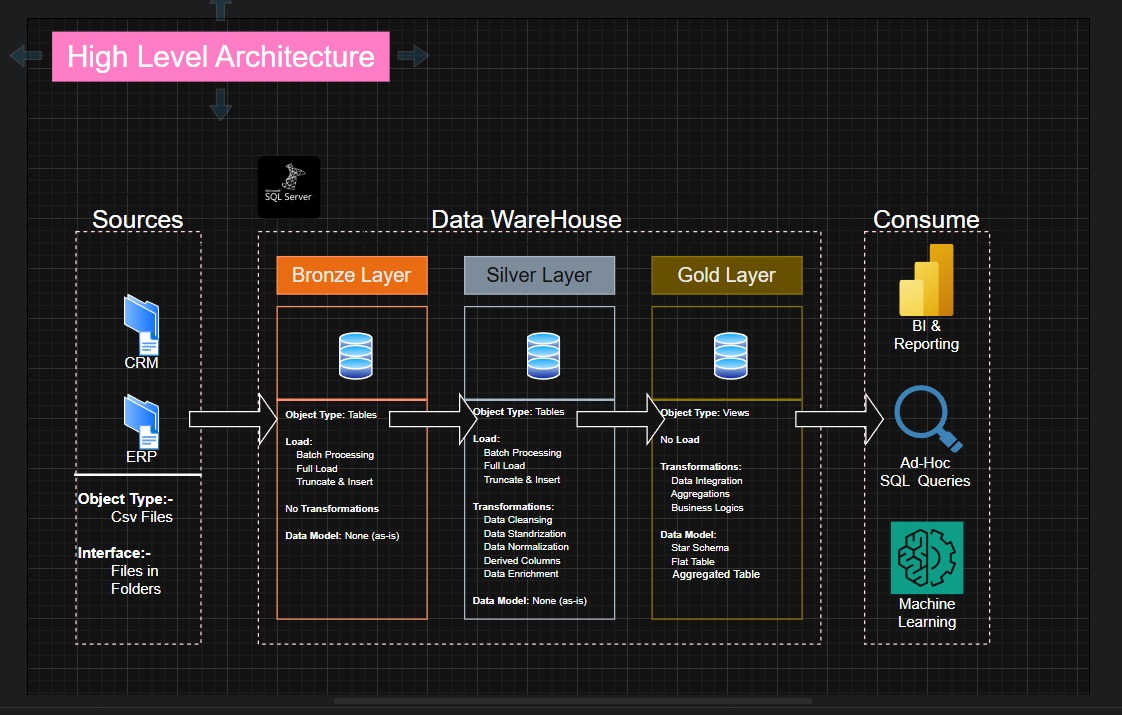 High Level Architecture
Microsoft
SQL Server
Sources
Data WareHouse
Consume
CRM
ERP
Object Type:-
Csv Files
Interface:-
Files in
Folders
Bronze Layer
Object Type: Tables
Load:
Batch Processing
Full Load
Truncate & Insert
No Transformations
Data Model: None (as-is)
Silver Layer
Object Type: Tables
Load:
Batch Processing
Full Load
Truncate & Insert
Transformations:
Data Cleansing
Data Standrization
Data Normalization
Derived Columns
Data Enrichment
Data Model: None (as-is)
Gold Layer
Object Type: Views
No Load
Transformations:
Data Integration
Aggregations
Business Logics
Data Model:
Star Schema
Flat Table
Aggregated Table
BI &
Reporting
Ad-Hoc
SQL Queries
Machine
Learning